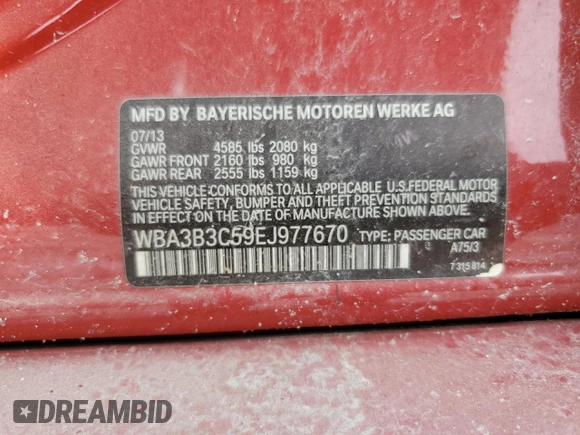 MFD BY BAYERISCHE MOTOREN WERKE AG
07/13
GVWR 4585 lbs 2080 kg
GAWR FRONT 2160 lbs 980 kg
GAWR REAR 2555 lbs 1159 kg
THIS VEHICLE CONFORMS TO ALL APPLICABLE U.S. FEDERAL MOTOR
VEHICLE SAFETY, BUMPER AND THEFT PREVENTION STANDARDS
IN EFFECT ON THE DATE OF MANUFACTURE SHOWN ABOVE.
WBA3B3C59EJ977670 TYPE: PASSENGER CAR
A75/3
7 315 814
DREAMBID